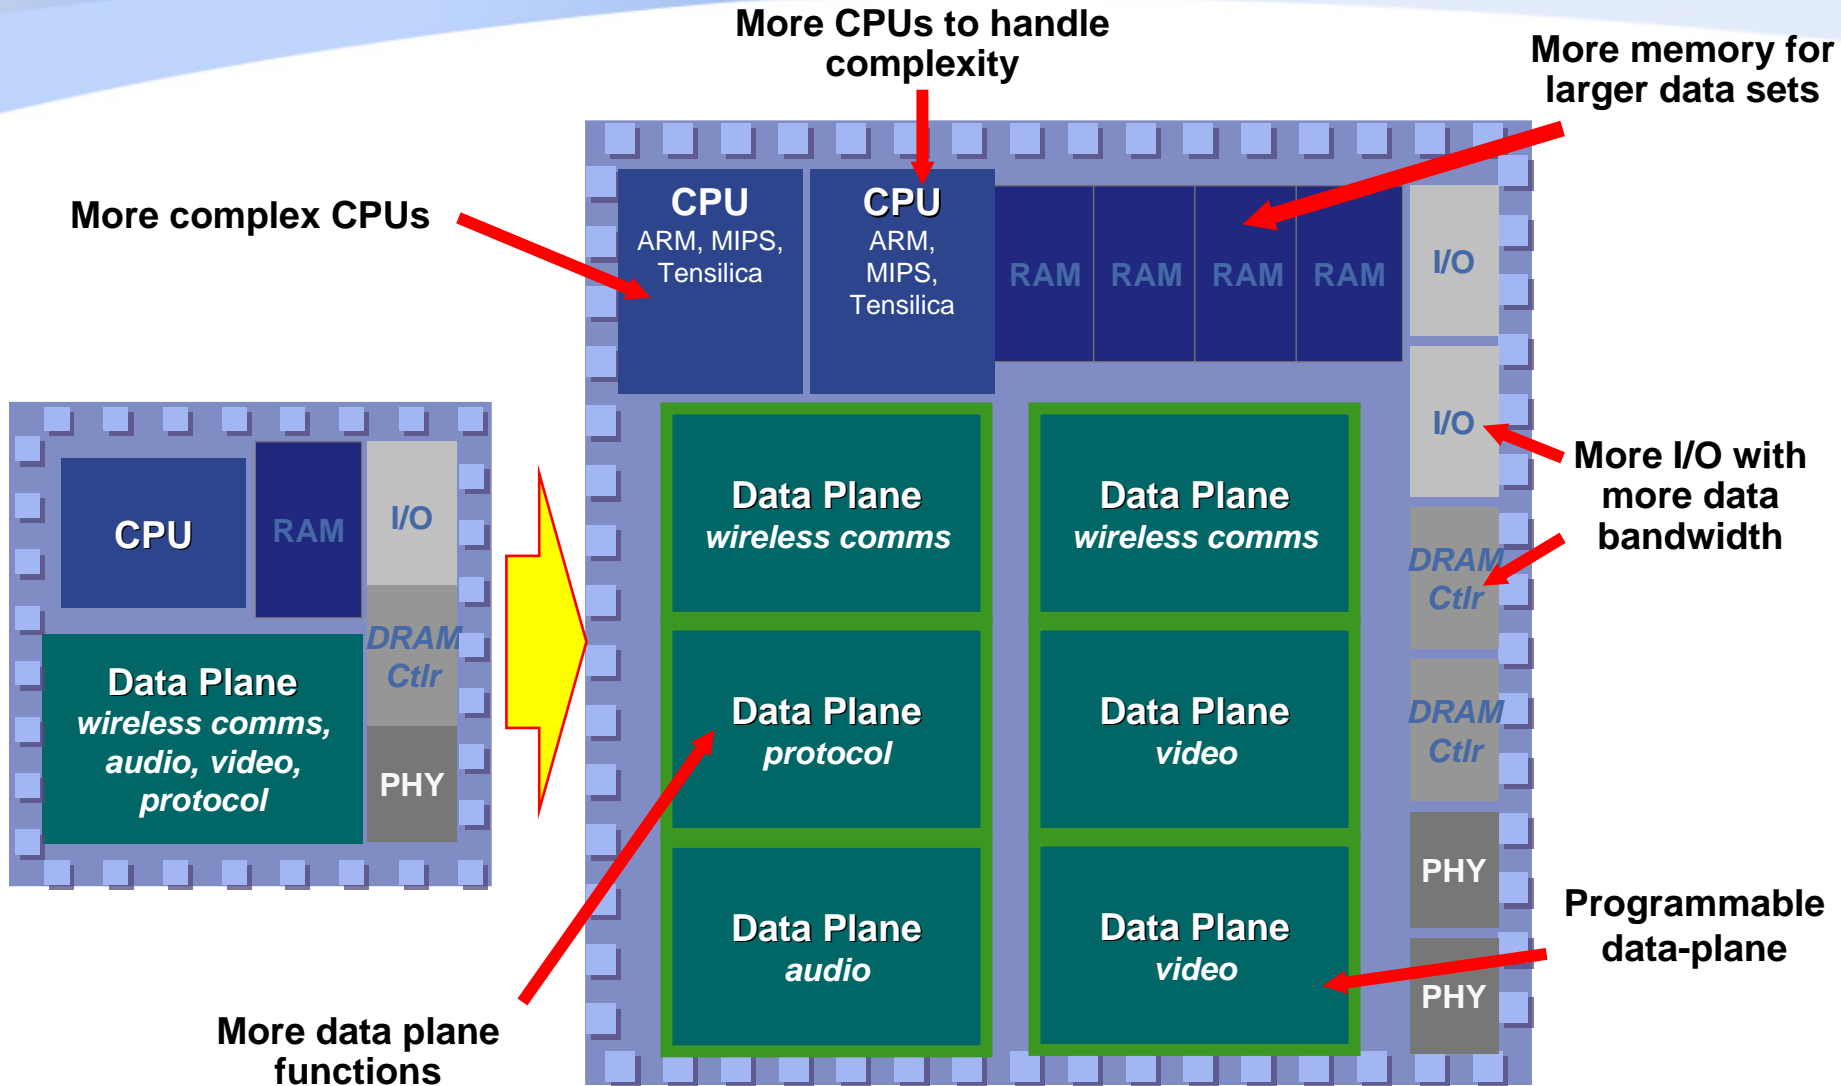 More CPUs to handle
complexity
More memory for
larger data sets
More complex CPUs
CPU
ARM, MIPS,
Tensilica
CPU
ARM,
MIPS,
Tensilica
RAM
RAM
RAM
RAM
I/O
I/O
More I/O with
more data
bandwidth
CPU
RAM
I/O
DRAM
Ctlr
PHY
Data Plane
wireless comms,
audio, video,
protocol
Data Plane
wireless comms
Data Plane
wireless comms
DRAM
Ctlr
Data Plane
protocol
Data Plane
video
DRAM
Ctlr
Data Plane
audio
Data Plane
video
PHY
PHY
Programmable
data-plane
More data plane
functions